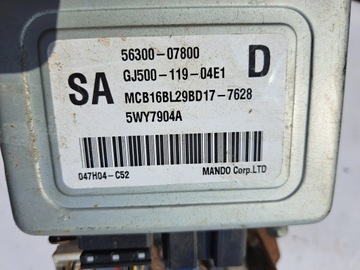 56300-07800
SA GJ500-119-04E1 D
MCB16BL29BD17-7628
5WY7904A
047H04-C52 MANDO Corp.LTD